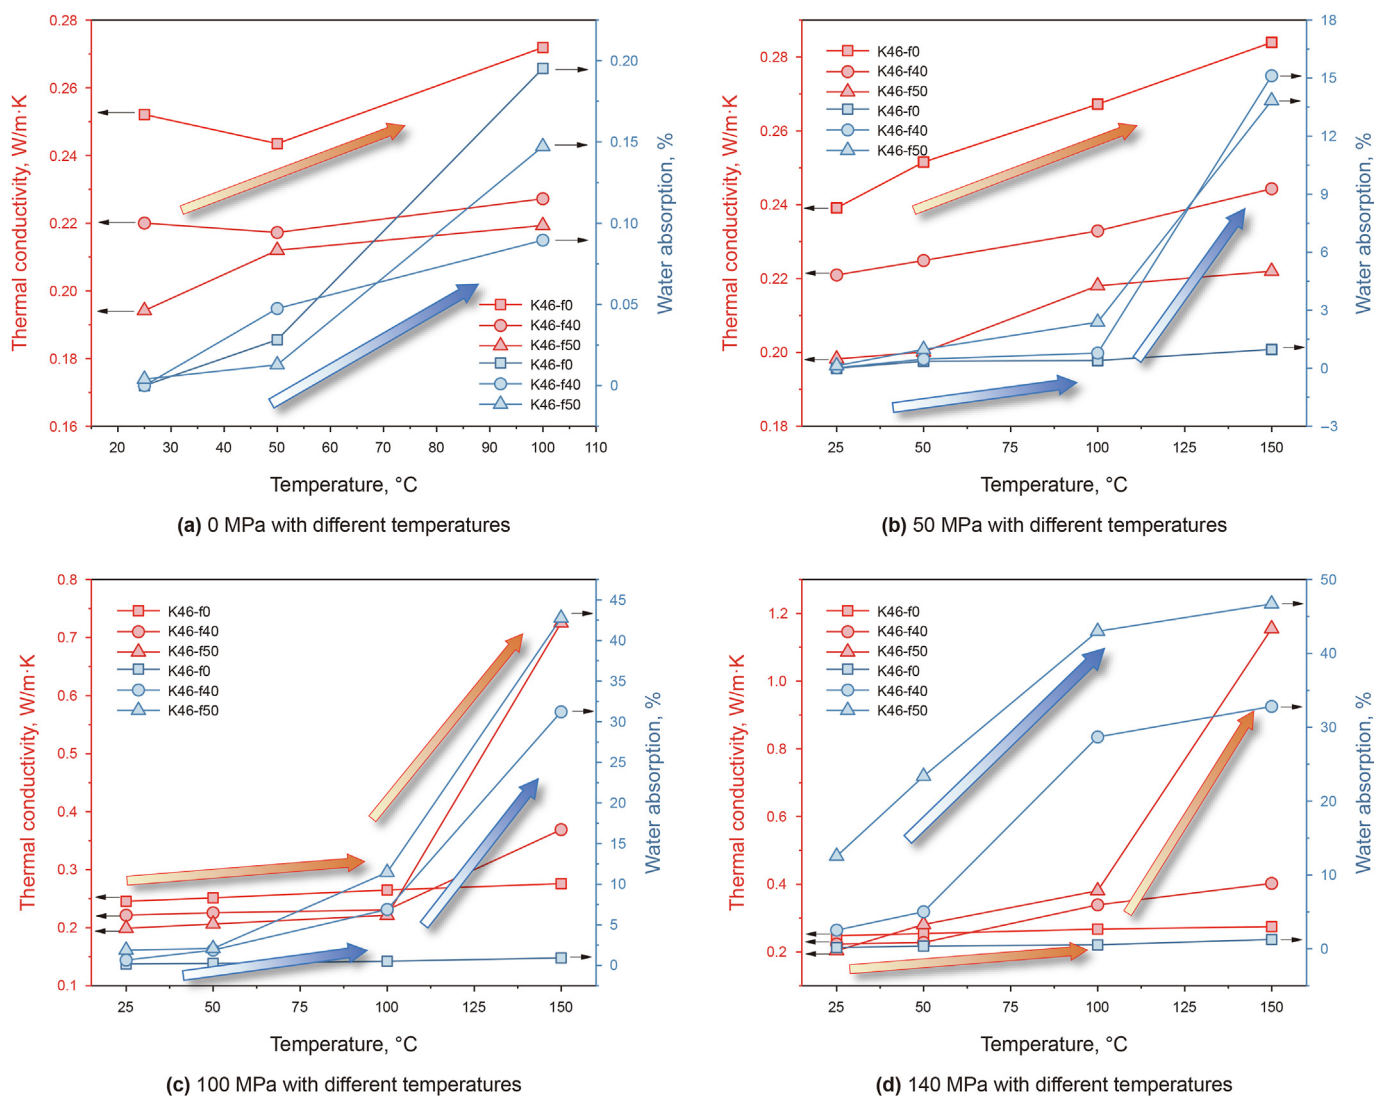 0.28
0.26
0.24
0.22
0.20
0.18
0.16
Thermal conductivity, W/m·K
0.20
0.15
0.10
0.05
0
Water absorption, %
K46-f0
K46-f40
K46-f50
K46-f0
K46-f40
K46-f50
20 30 40 50 60 70 80 90 100 110
Temperature, °C
(a) 0 MPa with different temperatures
0.28
0.26
0.24
0.22
0.20
0.18
Thermal conductivity, W/m·K
18
15
12
9
6
3
0
–3
Water absorption, %
K46-f0
K46-f40
K46-f50
K46-f0
K46-f40
K46-f50
25 50 75 100 125 150
Temperature, °C
(b) 50 MPa with different temperatures
0.8
0.7
0.6
0.5
0.4
0.3
0.2
0.1
Thermal conductivity, W/m·K
45
40
35
30
25
20
15
10
5
0
Water absorption, %
K46-f0
K46-f40
K46-f50
K46-f0
K46-f40
K46-f50
25 50 75 100 125 150
Temperature, °C
(c) 100 MPa with different temperatures
1.2
1.0
0.8
0.6
0.4
0.2
Thermal conductivity, W/m·K
50
40
30
20
10
0
Water absorption, %
K46-f0
K46-f40
K46-f50
K46-f0
K46-f40
K46-f50
25 50 75 100 125 150
Temperature, °C
(d) 140 MPa with different temperatures